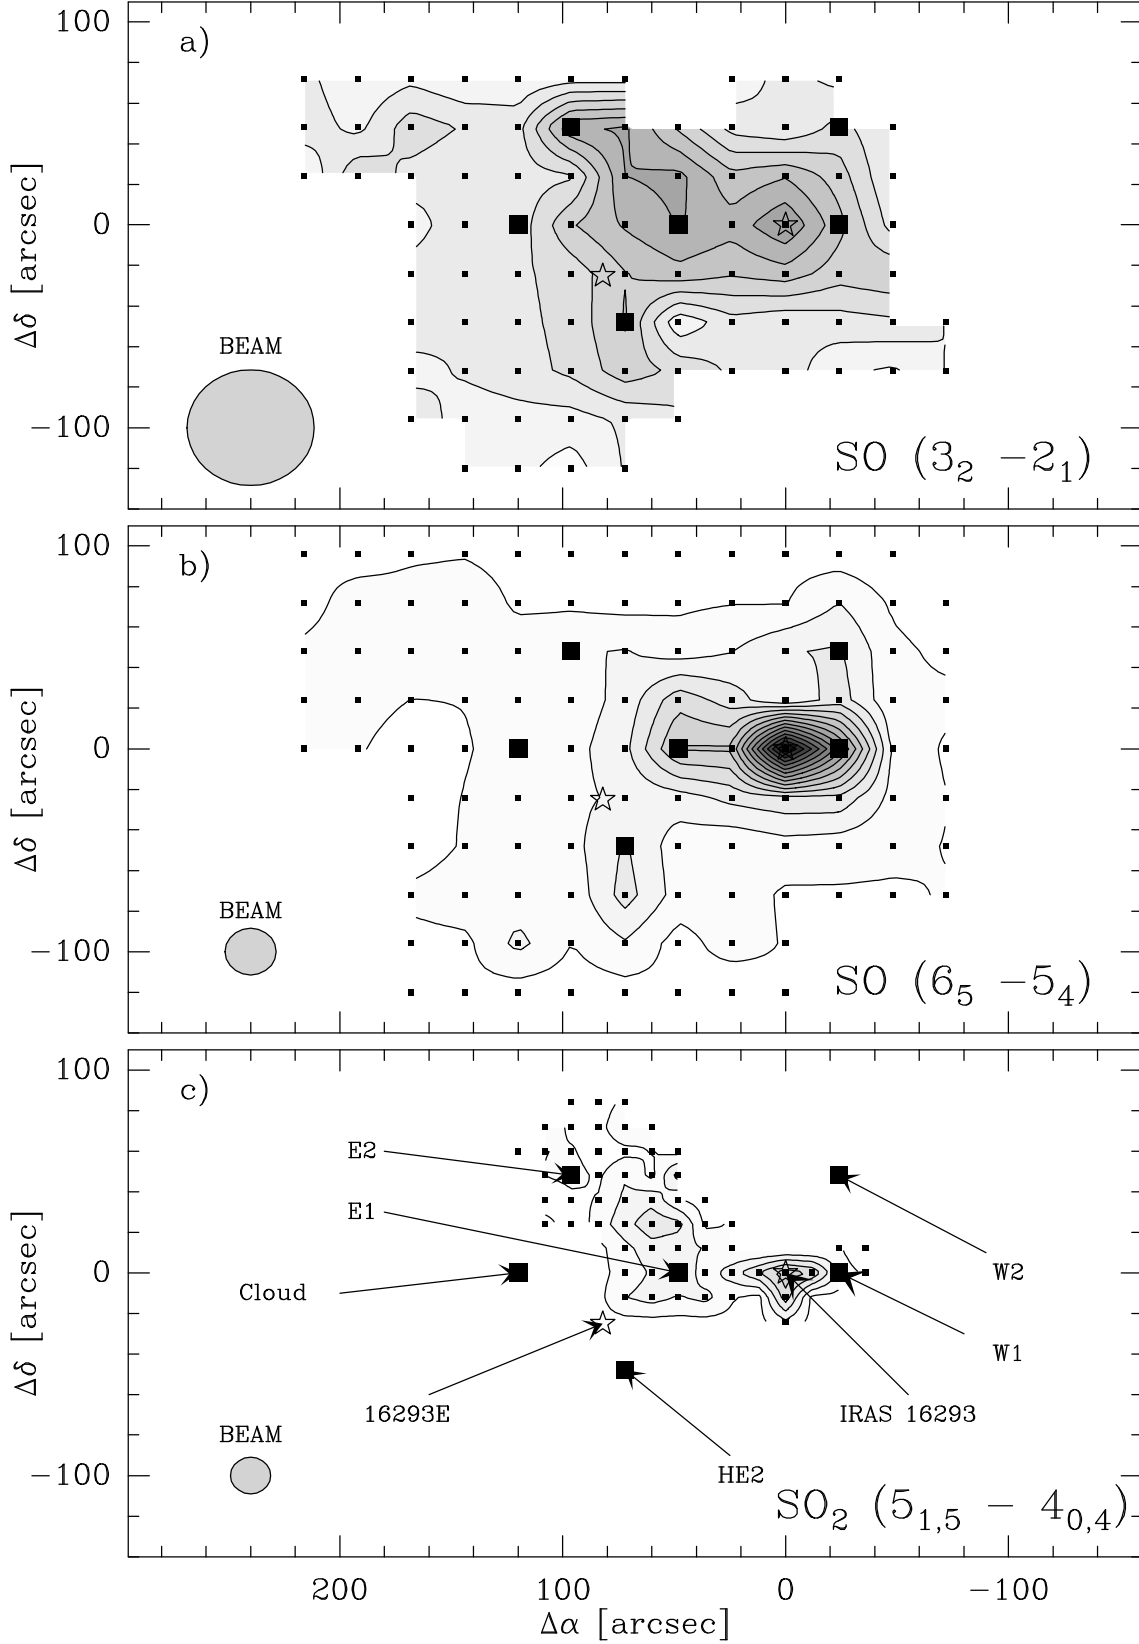 100
a)
0
Δδ [arcsec]
BEAM
−100
SO (3₂ −2₁)
100
b)
0
Δδ [arcsec]
BEAM
−100
SO (6₅ −5₄)
100
c)
E2
E1
0
Δδ [arcsec]
Cloud
W2
W1
16293E
IRAS 16293
BEAM
HE2
−100
SO₂ (5₁,₅ − 4₀,₄)
200 100 0 −100
Δα [arcsec]